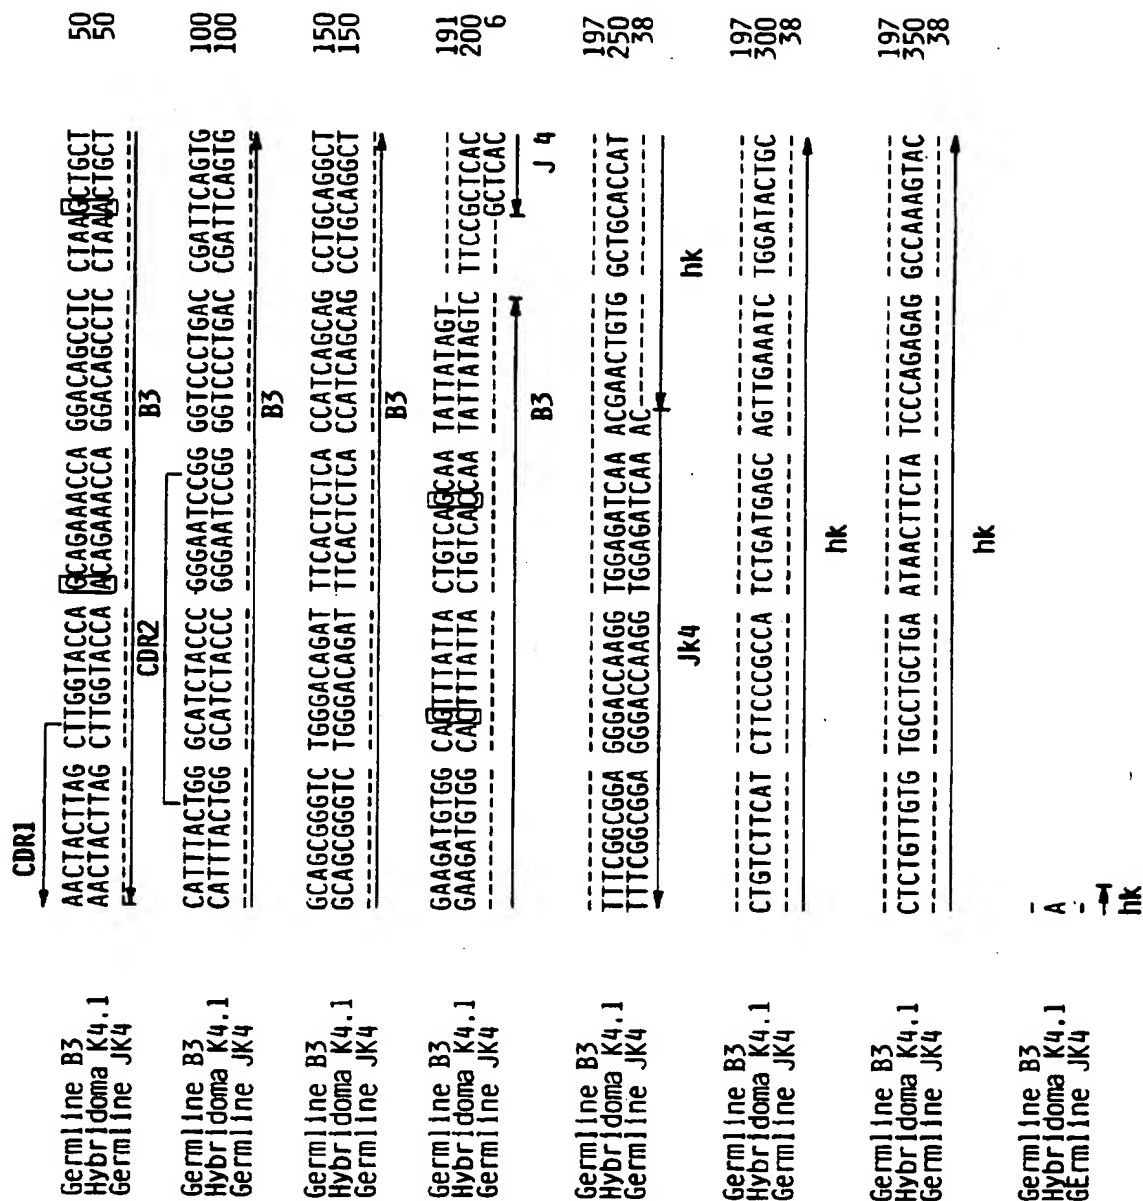 CDR1
Germline B3 AACTACTTAG CTTGGTACCA GCAGAAACCA GGACAGCCTC CTAAGCTGCT 50
Hybridoma K4.1 AACTACTTAG CTTGGTACCA ACAGAAACCA GGACAGCCTC CTAAACTGCT 50
Germline JK4 ---------- ---------- ---------- ---------- ----------
B3
CDR2
Germline B3 CATTTACTGG GCATCTACCC GGGAATCCGG GGTCCCTGAC CGATTCAGTG 100
Hybridoma K4.1 CATTTACTGG GCATCTACCC GGGAATCCGG GGTCCCTGAC CGATTCAGTG 100
Germline JK4 ---------- ---------- ---------- ---------- ----------
B3
Germline B3 GCAGCGGGTC TGGGACAGAT TTCACTCTCA CCATCAGCAG CCTGCAGGCT 150
Hybridoma K4.1 GCAGCGGGTC TGGGACAGAT TTCACTCTCA CCATCAGCAG CCTGCAGGCT 150
Germline JK4 ---------- ---------- ---------- ---------- ----------
B3
Germline B3 GAAGATGTGG CAGTTTATTA CTGTCAGCAA TATTATAGT- ---------- 191
Hybridoma K4.1 GAAGATGTGG CACTTTATTA CTGTCACCAA TATTATAGTC TTCCGCTCAC 200
Germline JK4 ---------- ---------- ---------- ---------- ----GCTCAC 6
B3 J 4
Germline B3 ---------- ---------- ---------- ---------- ---------- 197
Hybridoma K4.1 TTTCGGCGGA GGGACCAAGG TGGAGATCAA ACGAACTGTG GCTGCACCAT 250
Germline JK4 TTTCGGCGGA GGGACCAAGG TGGAGATCAA AC-------- ---------- 38
Jk4 hk
Germline B3 ---------- ---------- ---------- ---------- ---------- 197
Hybridoma K4.1 CTGTCTTCAT CTTCCCGCCA TCTGATGAGC AGTTGAAATC TGGATACTGC 300
Germline JK4 ---------- ---------- ---------- ---------- ---------- 38
hk
Germline B3 ---------- ---------- ---------- ---------- ---------- 197
Hybridoma K4.1 CTCTGTTGTG TGCCTGCTGA ATAACTTCTA TCCCAGAGAG GCCAAAGTAC 350
Germline JK4 ---------- ---------- ---------- ---------- ---------- 38
hk
Germline B3 -
Hybridoma K4.1 A
GErmline JK4 -
hk